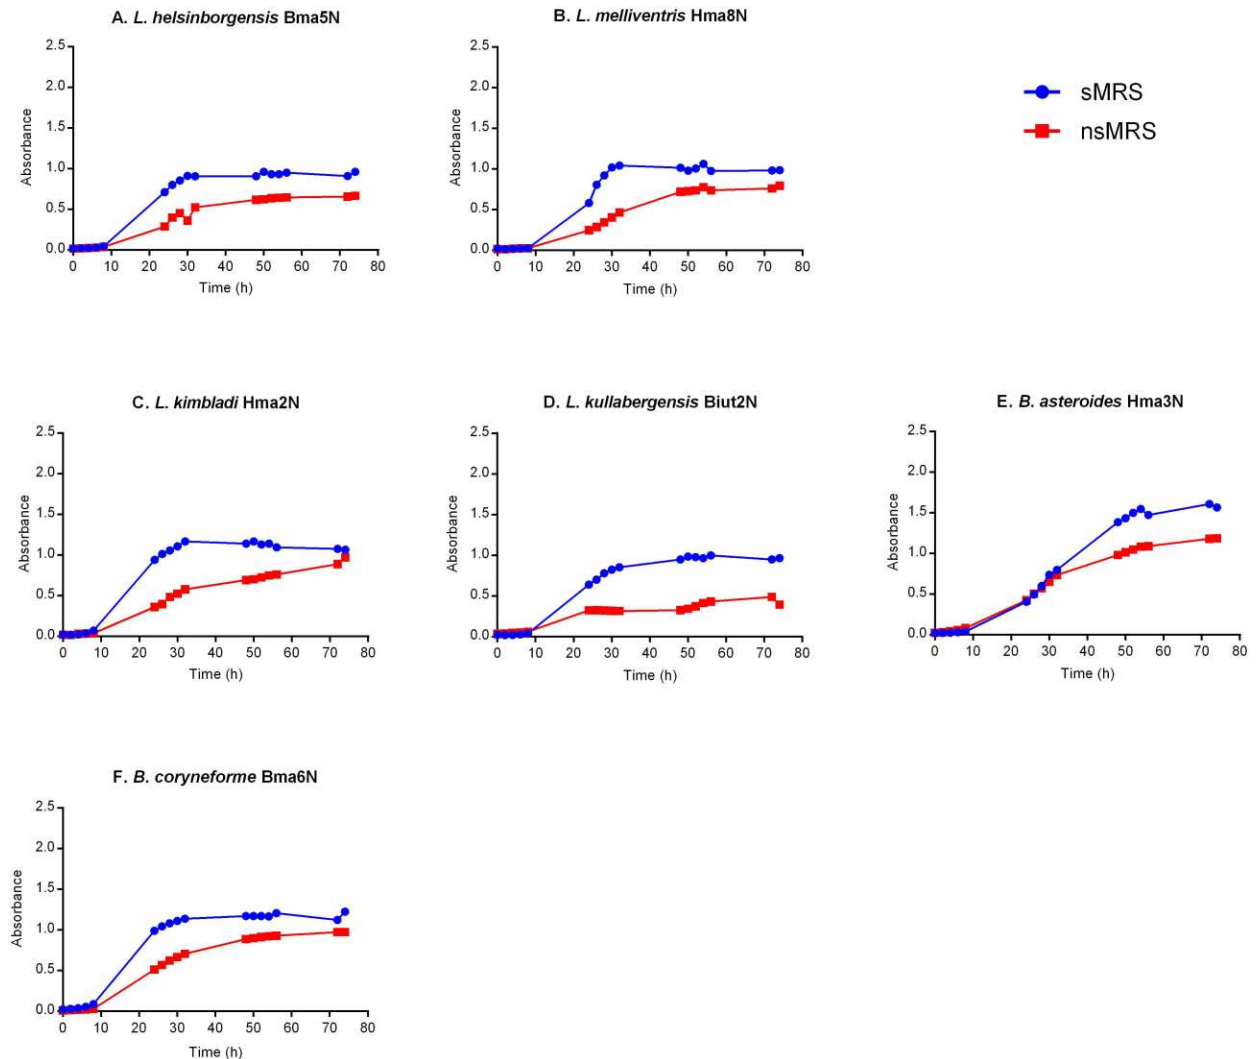 A. L. helsinborgensis Bma5N
2.5
2.0
1.5
1.0
0.5
0.0
Absorbance
0 10 20 30 40 50 60 70 80
Time (h)
B. L. melliventris Hma8N
2.5
2.0
1.5
1.0
0.5
0.0
Absorbance
0 10 20 30 40 50 60 70 80
Time (h)
sMRS
nsMRS
C. L. kimbladi Hma2N
2.5
2.0
1.5
1.0
0.5
0.0
Absorbance
0 10 20 30 40 50 60 70 80
Time (h)
D. L. kullabergensis Biut2N
2.5
2.0
1.5
1.0
0.5
0.0
Absorbance
0 10 20 30 40 50 60 70 80
Time (h)
E. B. asteroides Hma3N
2.5
2.0
1.5
1.0
0.5
0.0
Absorbance
0 10 20 30 40 50 60 70 80
Time (h)
F. B. coryneforme Bma6N
2.5
2.0
1.5
1.0
0.5
0.0
Absorbance
0 10 20 30 40 50 60 70 80
Time (h)